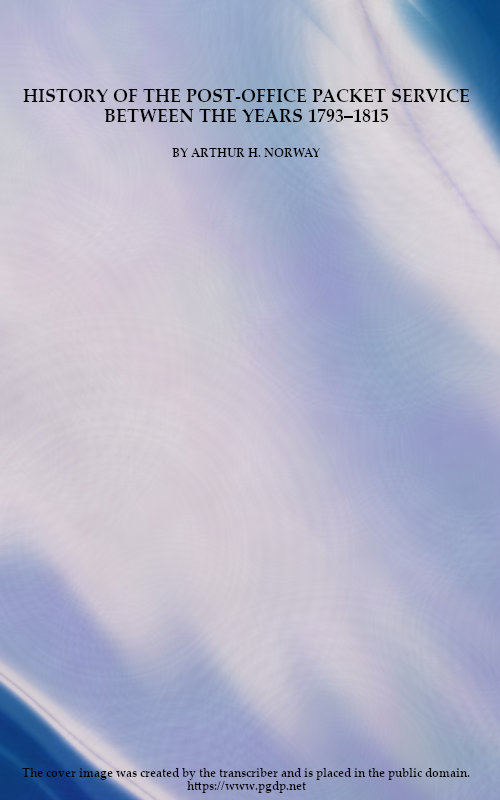 HISTORY OF THE POST-OFFICE PACKET SERVICE
BETWEEN THE YEARS 1793–1815
BY ARTHUR H. NORWAY
The cover image was created by the transcriber and is placed in the public domain.
https://www.pgdp.net